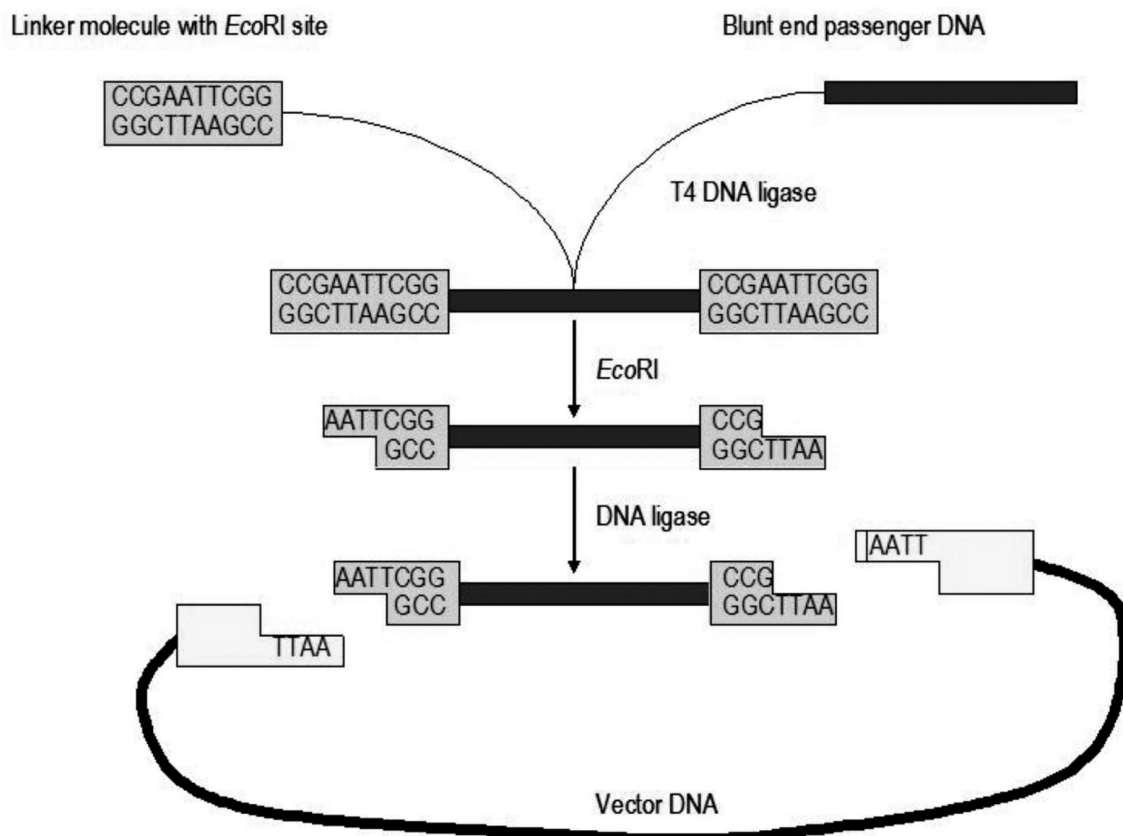 Linker molecule with EcoRI site
Blunt end passenger DNA
CCGAATTCGG
GGCTTAAGCC
T4 DNA ligase
CCGAATTCGG
GGCTTAAGCC
CCGAATTCGG
GGCTTAAGCC
EcoRI
AATTCGG
GCC
CCG
GGCTTAA
DNA ligase
AATT
AATTCGG
GCC
CCG
GGCTTAA
TTAA
Vector DNA